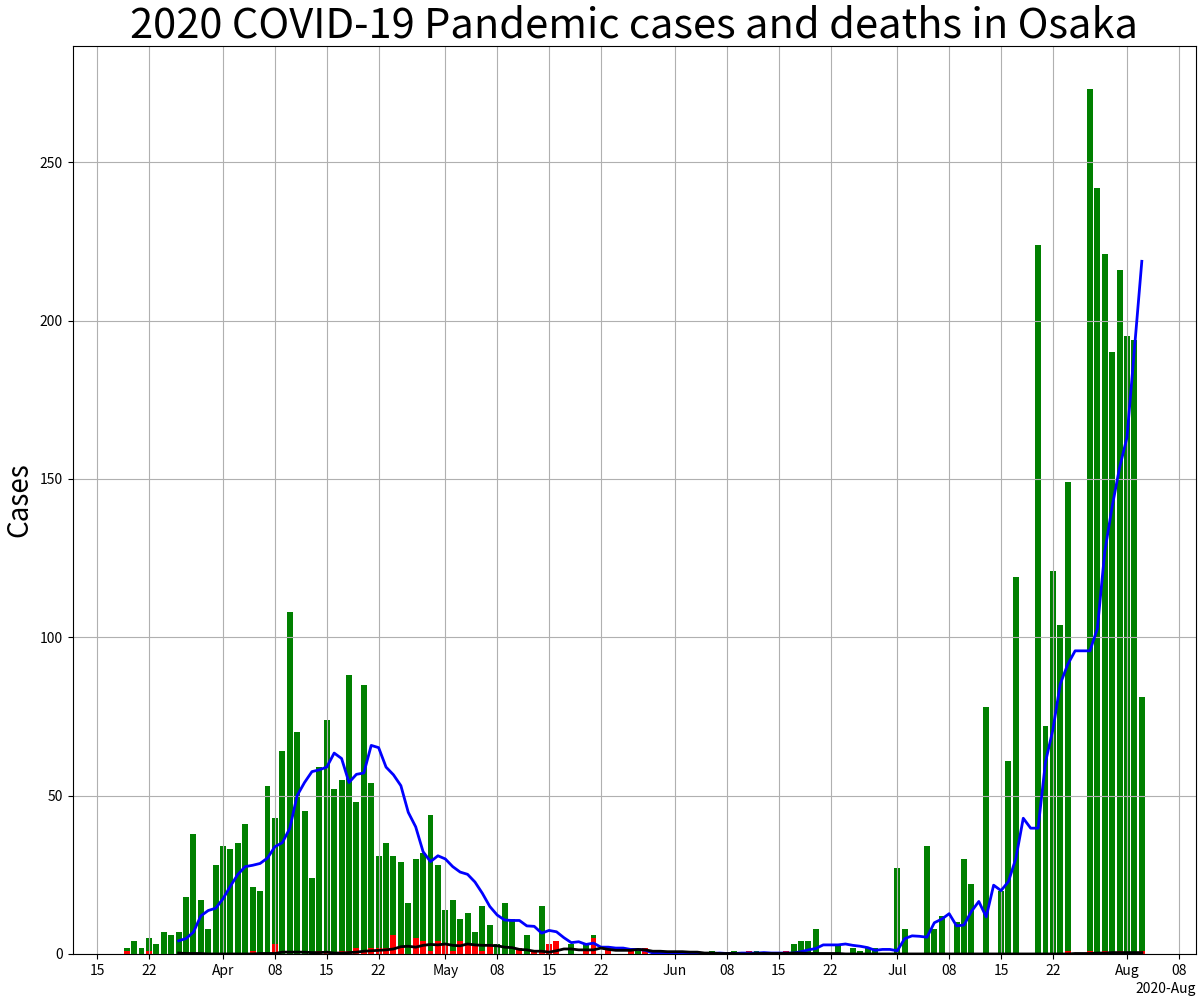 2020 COVID-19 Pandemic cases and deaths in Osaka
Cases
250
200
150
100
50
0
15 22 Apr 08 15 22 May 08 15 22 Jun 08 15 22 Jul 08 15 22 Aug 08
2020-Aug